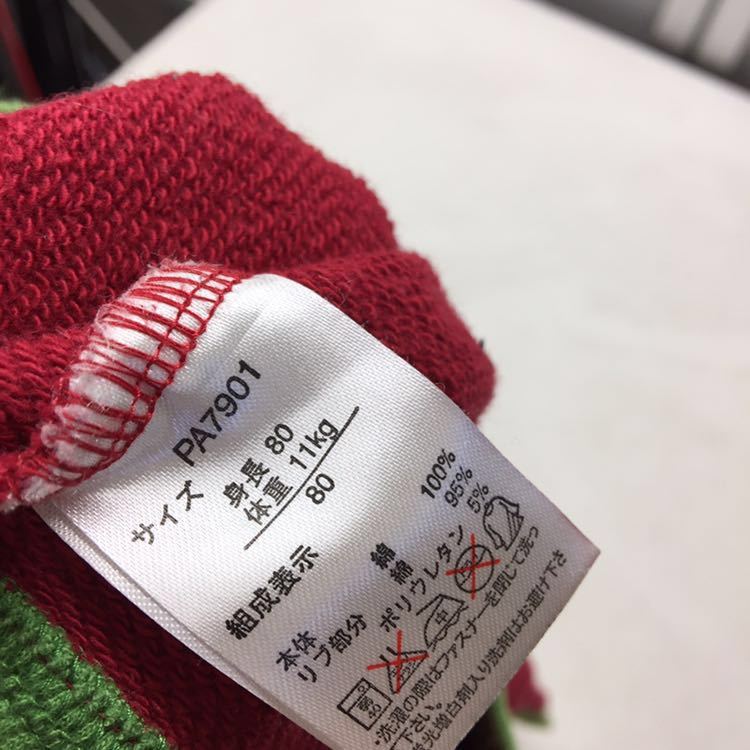 PA7901
サイズ 身長 80
体重 11kg
80
組成表示
本体 綿 100%
リブ部分 綿 95%
ポリウレタン 5%
弱 40 中
・洗濯の際はファスナーを閉じて洗っ
下さい。
光増白剤入り洗剤はお避け下さ